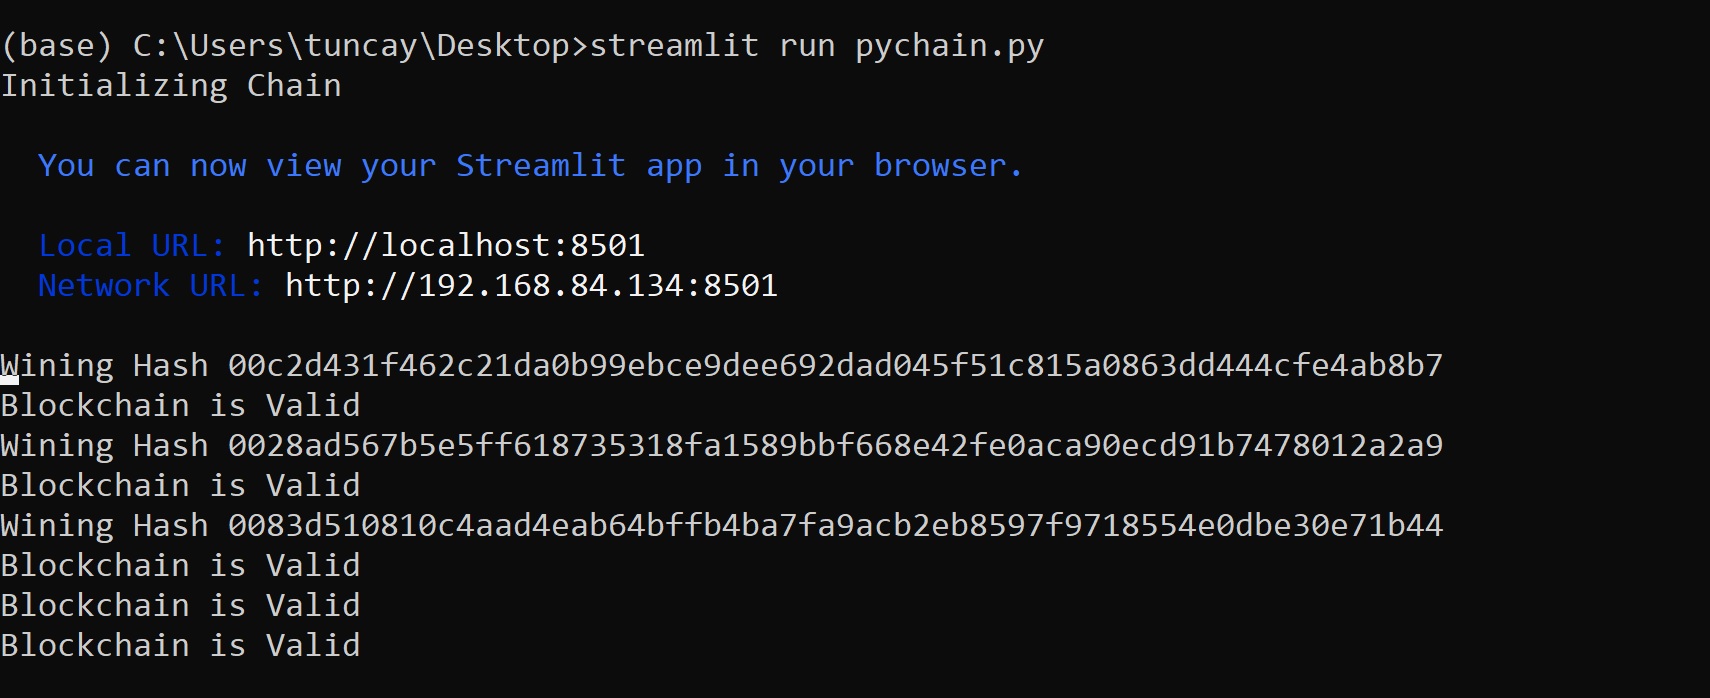 (base) C:\Users\tuncay\Desktop>streamlit run pychain.py
Initializing Chain
You can now view your Streamlit app in your browser.
Local URL: http://localhost:8501
Network URL: http://192.168.84.134:8501
Wining Hash 00c2d431f462c21da0b99ebce9dee692dad045f51c815a0863dd444cfe4ab8b7
Blockchain is Valid
Wining Hash 0028ad567b5e5ff618735318fa1589bbf668e42fe0aca90ecd91b7478012a2a9
Blockchain is Valid
Wining Hash 0083d510810c4aad4eab64bffb4ba7fa9acb2eb8597f9718554e0dbe30e71b44
Blockchain is Valid
Blockchain is Valid
Blockchain is Valid